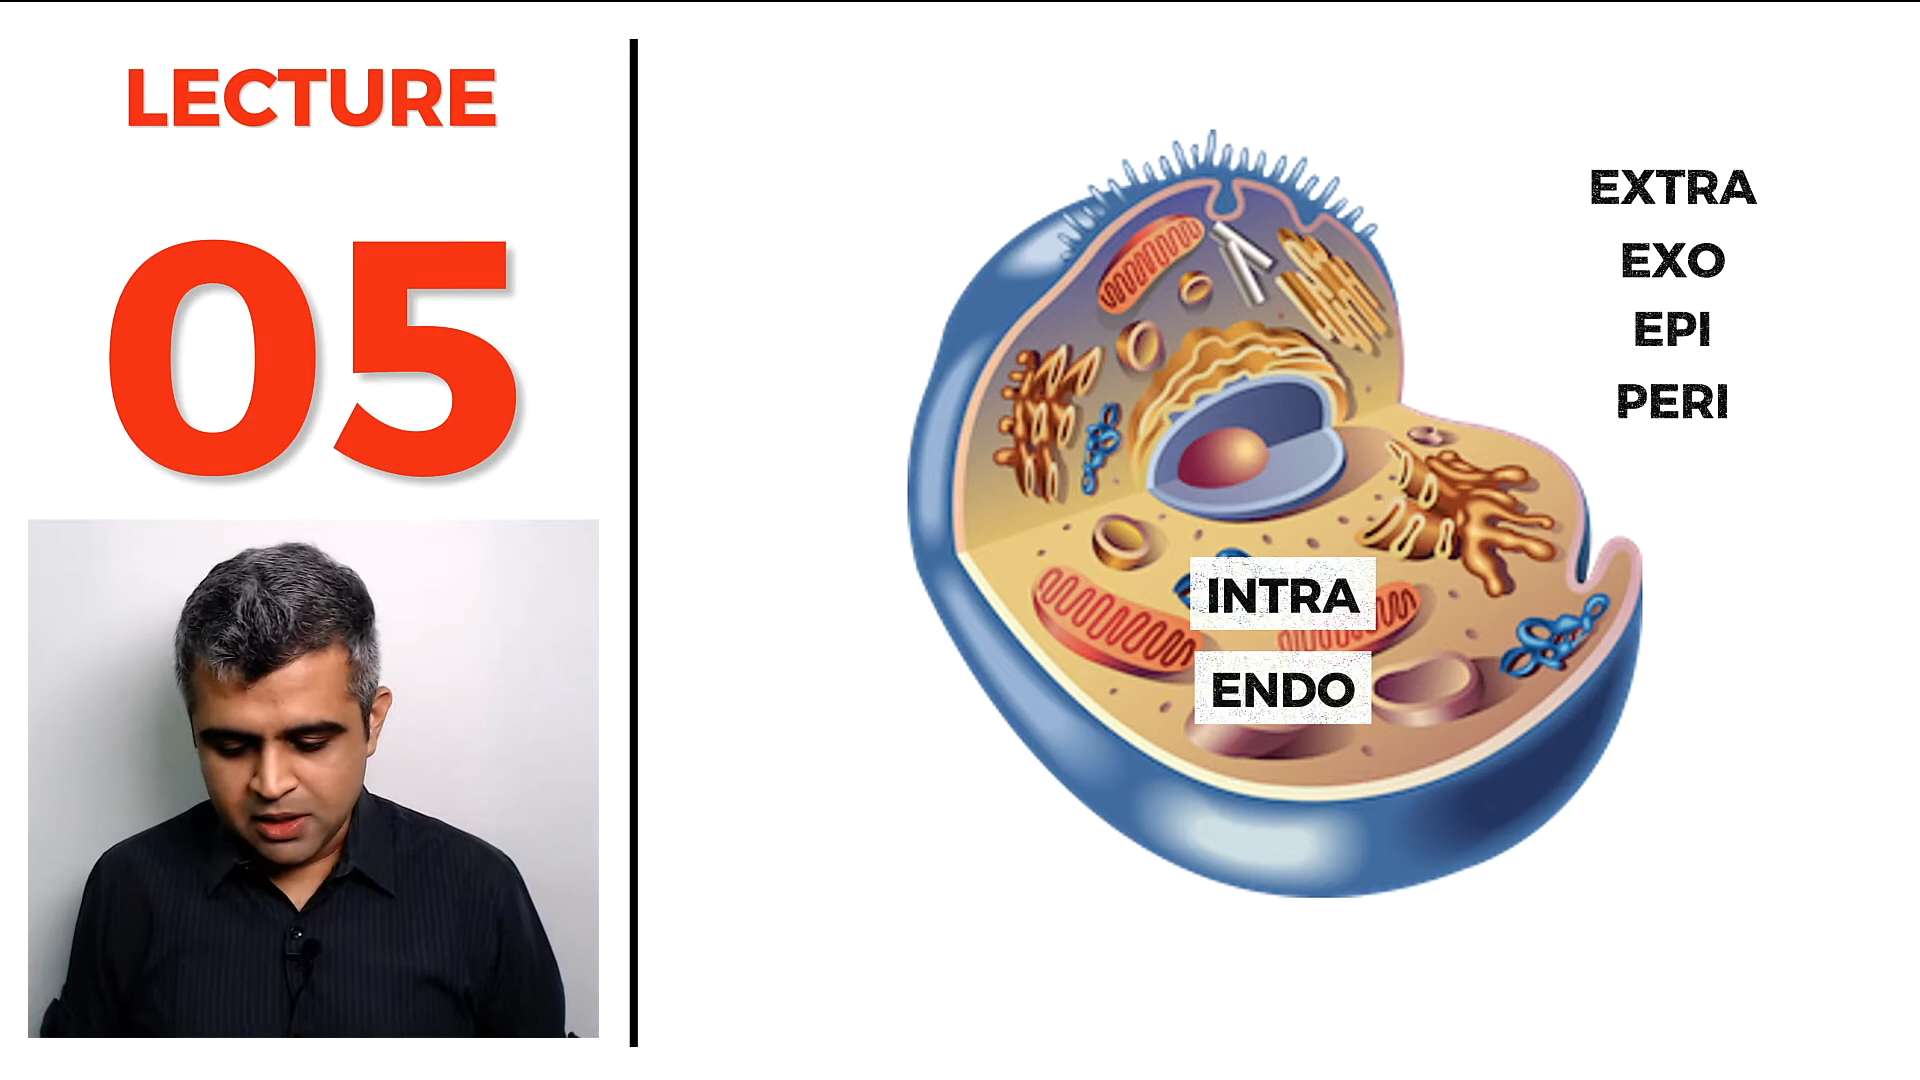 LECTURE
05
EXTRA
EXO
EPI
PERI
INTRA
ENDO